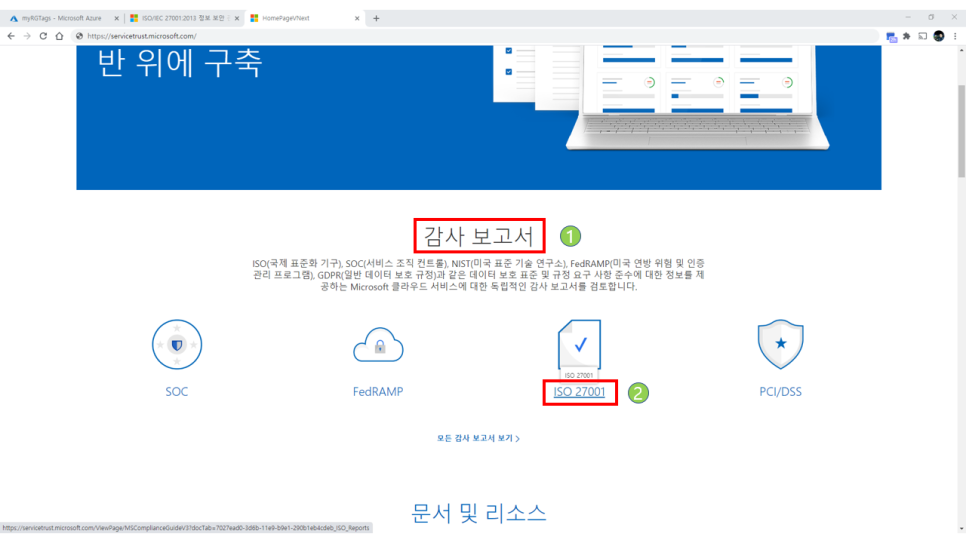 myRGTags - Microsoft Azure
ISO/IEC 27001:2013 정보 보안
HomePageVNext
https://servicetrust.microsoft.com/
반 위에 구축
감사 보고서
1
ISO(국제 표준화 기구), SOC(서비스 조직 컨트롤), NIST(미국 표준 기술 연구소), FedRAMP(미국 연방 위험 및 인증
관리 프로그램), GDPR(일반 데이터 보호 규정)과 같은 데이터 보호 표준 및 규정 요구 사항 준수에 대한 정보를 제
공하는 Microsoft 클라우드 서비스에 대한 독립적인 감사 보고서를 검토합니다.
ISO 27001
SOC
FedRAMP
ISO 27001
2
PCI/DSS
모든 감사 보고서 보기 >
문서 및 리소스
https://servicetrust.microsoft.com/ViewPage/MSComplianceGuideV3?docTab=7027ead0-3d6b-11e9-b9e1-290b1eb4cdeb_ISO_Reports